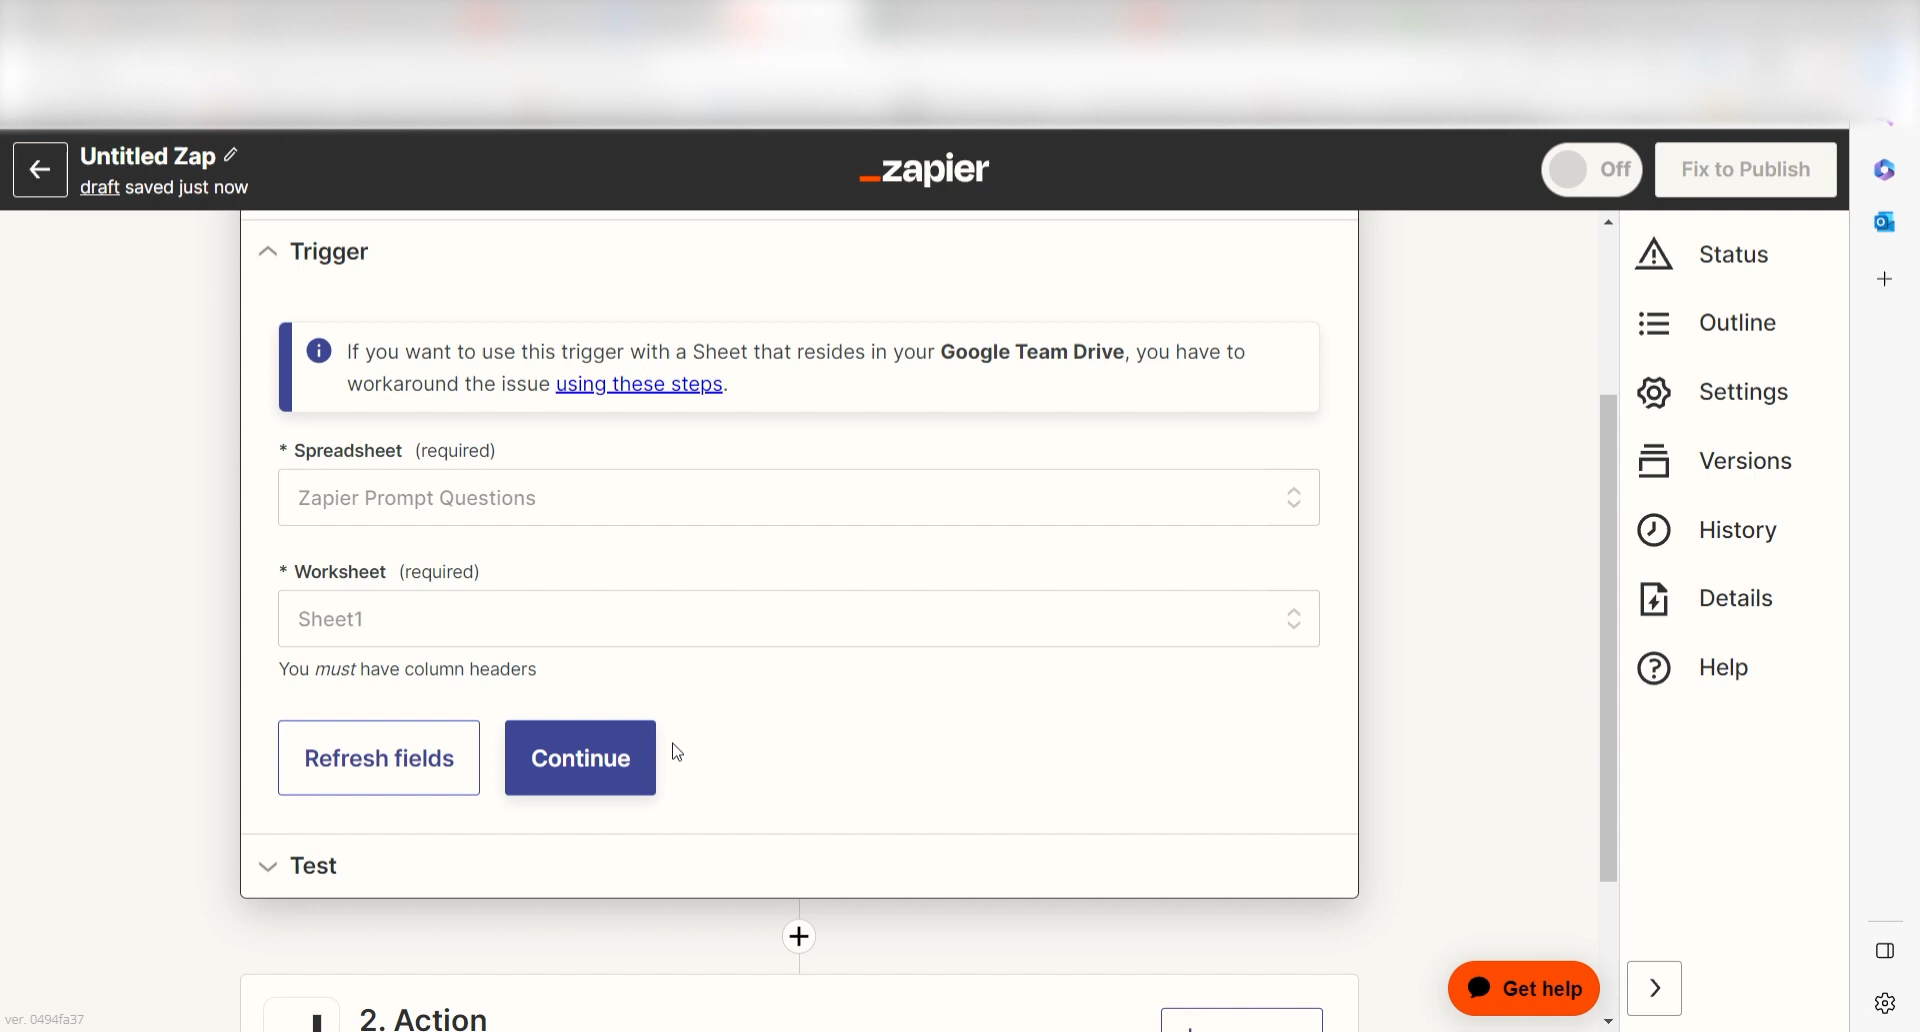 Untitled Zap
draft saved just now
zapier
Off
Fix to Publish
Trigger
If you want to use this trigger with a Sheet that resides in your Google Team Drive, you have to
workaround the issue using these steps.
* Spreadsheet (required)
Zapier Prompt Questions
* Worksheet (required)
Sheet1
You must have column headers
Refresh fields
Continue
Test
2. Action
Status
Outline
Settings
Versions
History
Details
Help
Get help
ver. 0494fa37